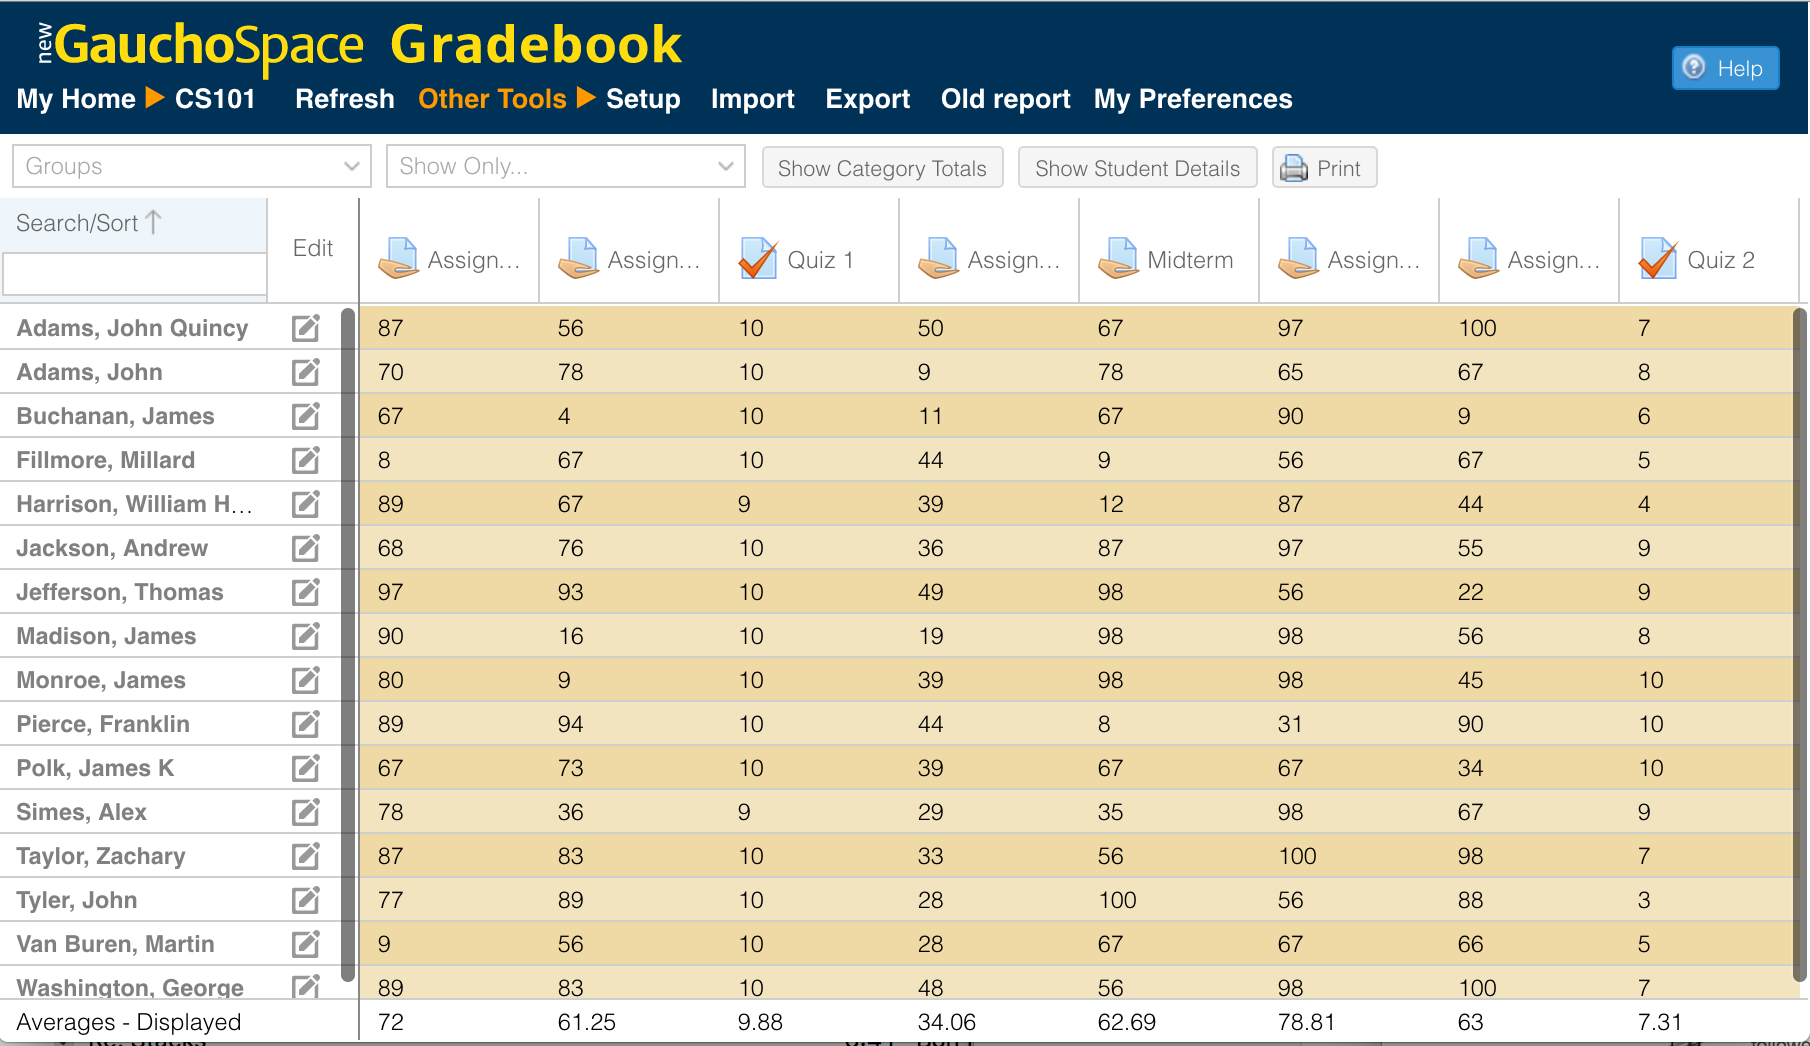 new GauchoSpace Gradebook
Help
My Home CS101 Refresh Other Tools Setup Import Export Old report My Preferences
Groups Show Only... Show Category Totals Show Student Details Print
Search/Sort
Edit Assign... Assign... Quiz 1 Assign... Midterm Assign... Assign... Quiz 2
Adams, John Quincy 87 56 10 50 67 97 100 7
Adams, John 70 78 10 9 78 65 67 8
Buchanan, James 67 4 10 11 67 90 9 6
Fillmore, Millard 8 67 10 44 9 56 67 5
Harrison, William H... 89 67 9 39 12 87 44 4
Jackson, Andrew 68 76 10 36 87 97 55 9
Jefferson, Thomas 97 93 10 49 98 56 22 9
Madison, James 90 16 10 19 98 98 56 8
Monroe, James 80 9 10 39 98 98 45 10
Pierce, Franklin 89 94 10 44 8 31 90 10
Polk, James K 67 73 10 39 67 67 34 10
Simes, Alex 78 36 9 29 35 98 67 9
Taylor, Zachary 87 83 10 33 56 100 98 7
Tyler, John 77 89 10 28 100 56 88 3
Van Buren, Martin 9 56 10 28 67 67 66 5
Washington, George 89 83 10 48 56 98 100 7
Averages - Displayed 72 61.25 9.88 34.06 62.69 78.81 63 7.31